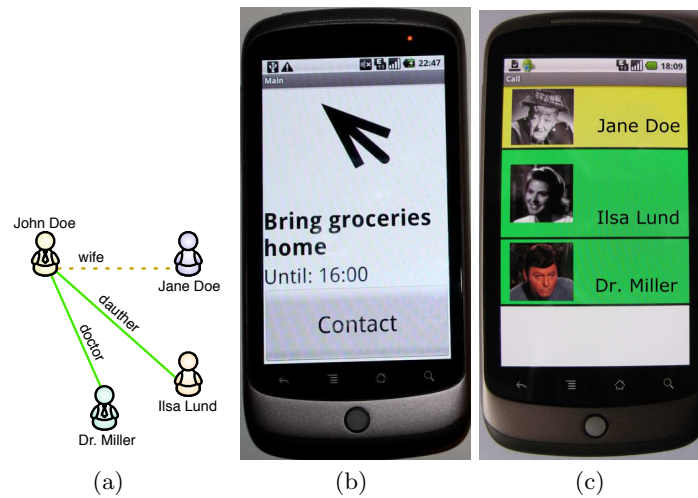 John Doe
wife
Jane Doe
dauther
doctor
Ilsa Lund
Dr. Miller
(a)
22:47
Main
Bring groceries
home
Until: 16:00
Contact
(b)
18:09
Call
Jane Doe
Ilsa Lund
Dr. Miller
(c)